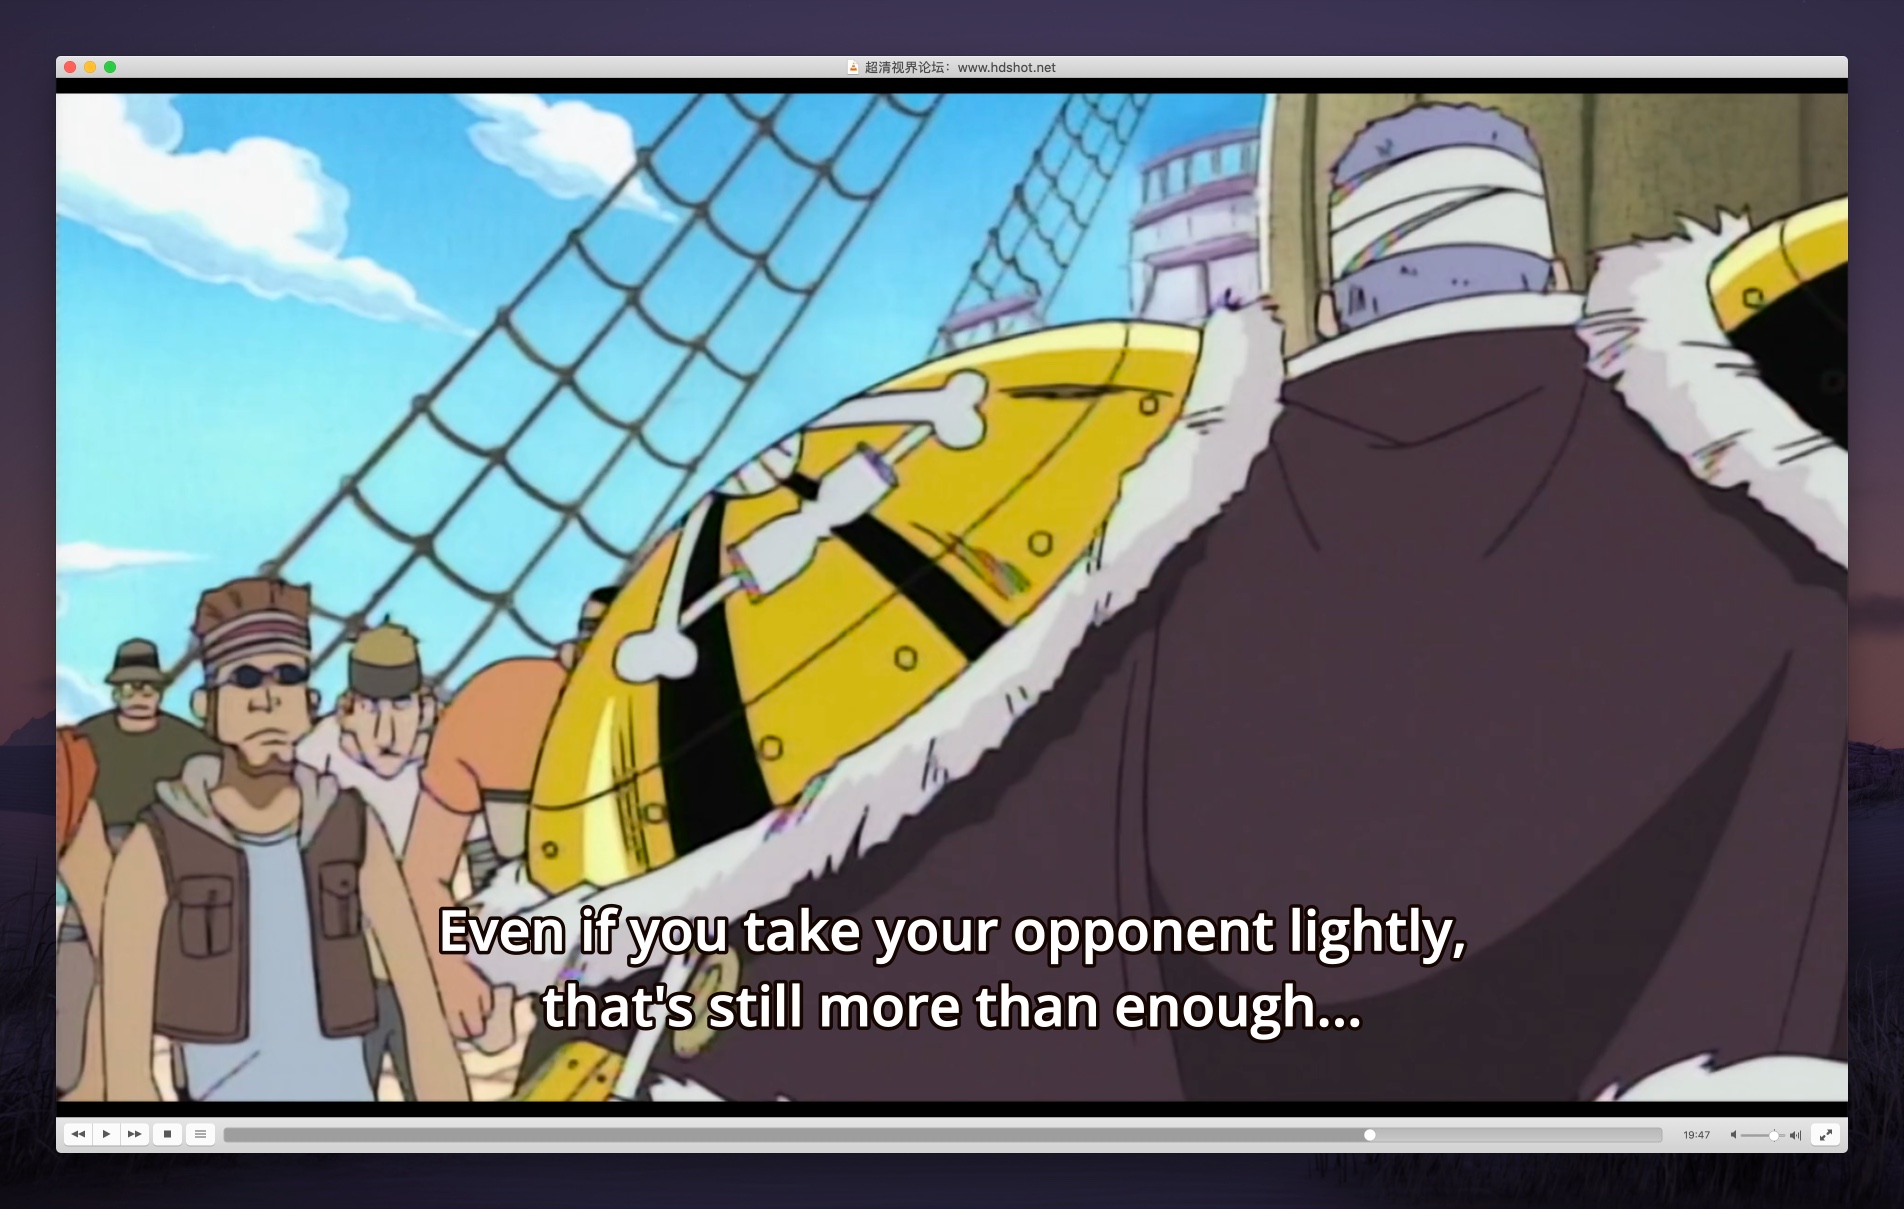 超清视界论坛：www.hdshot.net
Even if you take your opponent lightly,
that's still more than enough...
19:47